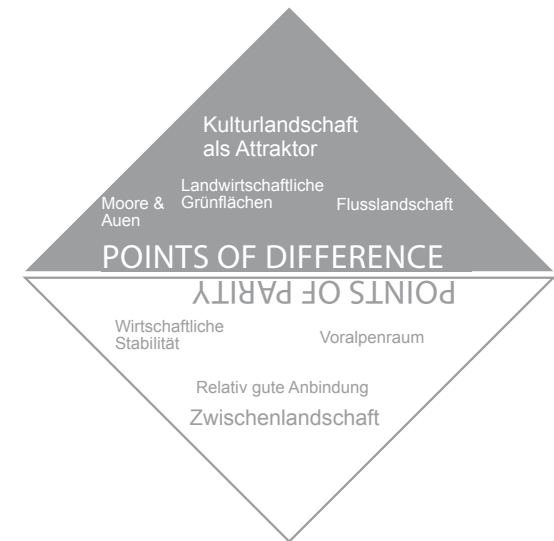 Kulturlandschaft
als Attraktor
Landwirtschaftliche
Grünflächen
Moore &
Auen
Flusslandschaft
POINTS OF DIFFERENCE
POINTS OF PARITY
Wirtschaftliche
Stabilität
Voralpenraum
Relativ gute Anbindung
Zwischenlandschaft